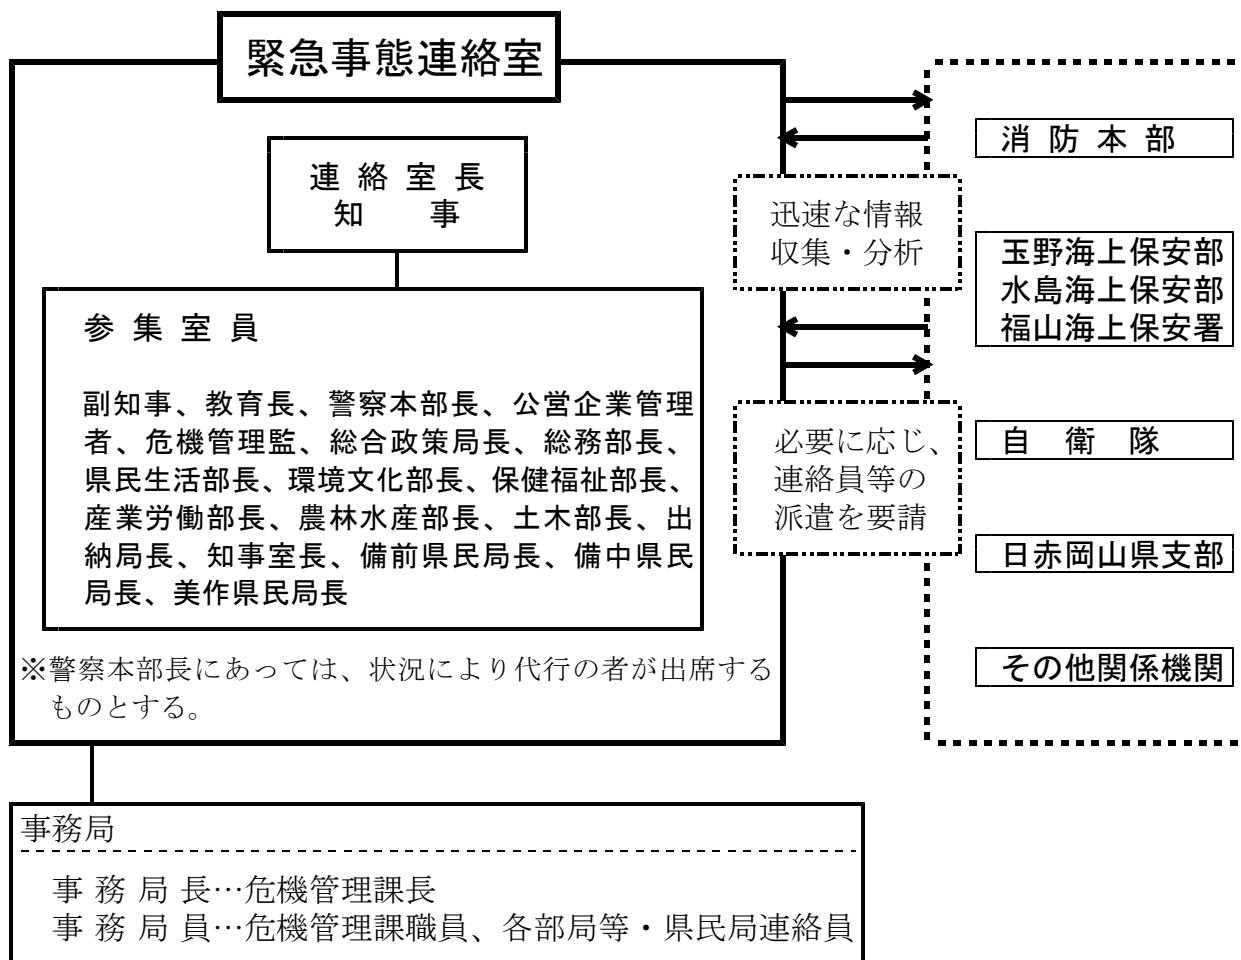 緊急事態連絡室
連絡室長
知事
参集室員
副知事、教育長、警察本部長、公営企業管理
者、危機管理監、総合政策局長、総務部長、
県民生活部長、環境文化部長、保健福祉部長、
産業労働部長、農林水産部長、土木部長、出
納局長、知事室長、備前県民局長、備中県民
局長、美作県民局長
※警察本部長にあっては、状況により代行の者が出席する
ものとする。
迅速な情報
収集・分析
必要に応じ、
連絡員等の
派遣を要請
消防本部
玉野海上保安部
水島海上保安部
福山海上保安署
自衛隊
日赤岡山県支部
その他関係機関
事務局
事務局長…危機管理課長
事務局員…危機管理課職員、各部局等・県民局連絡員